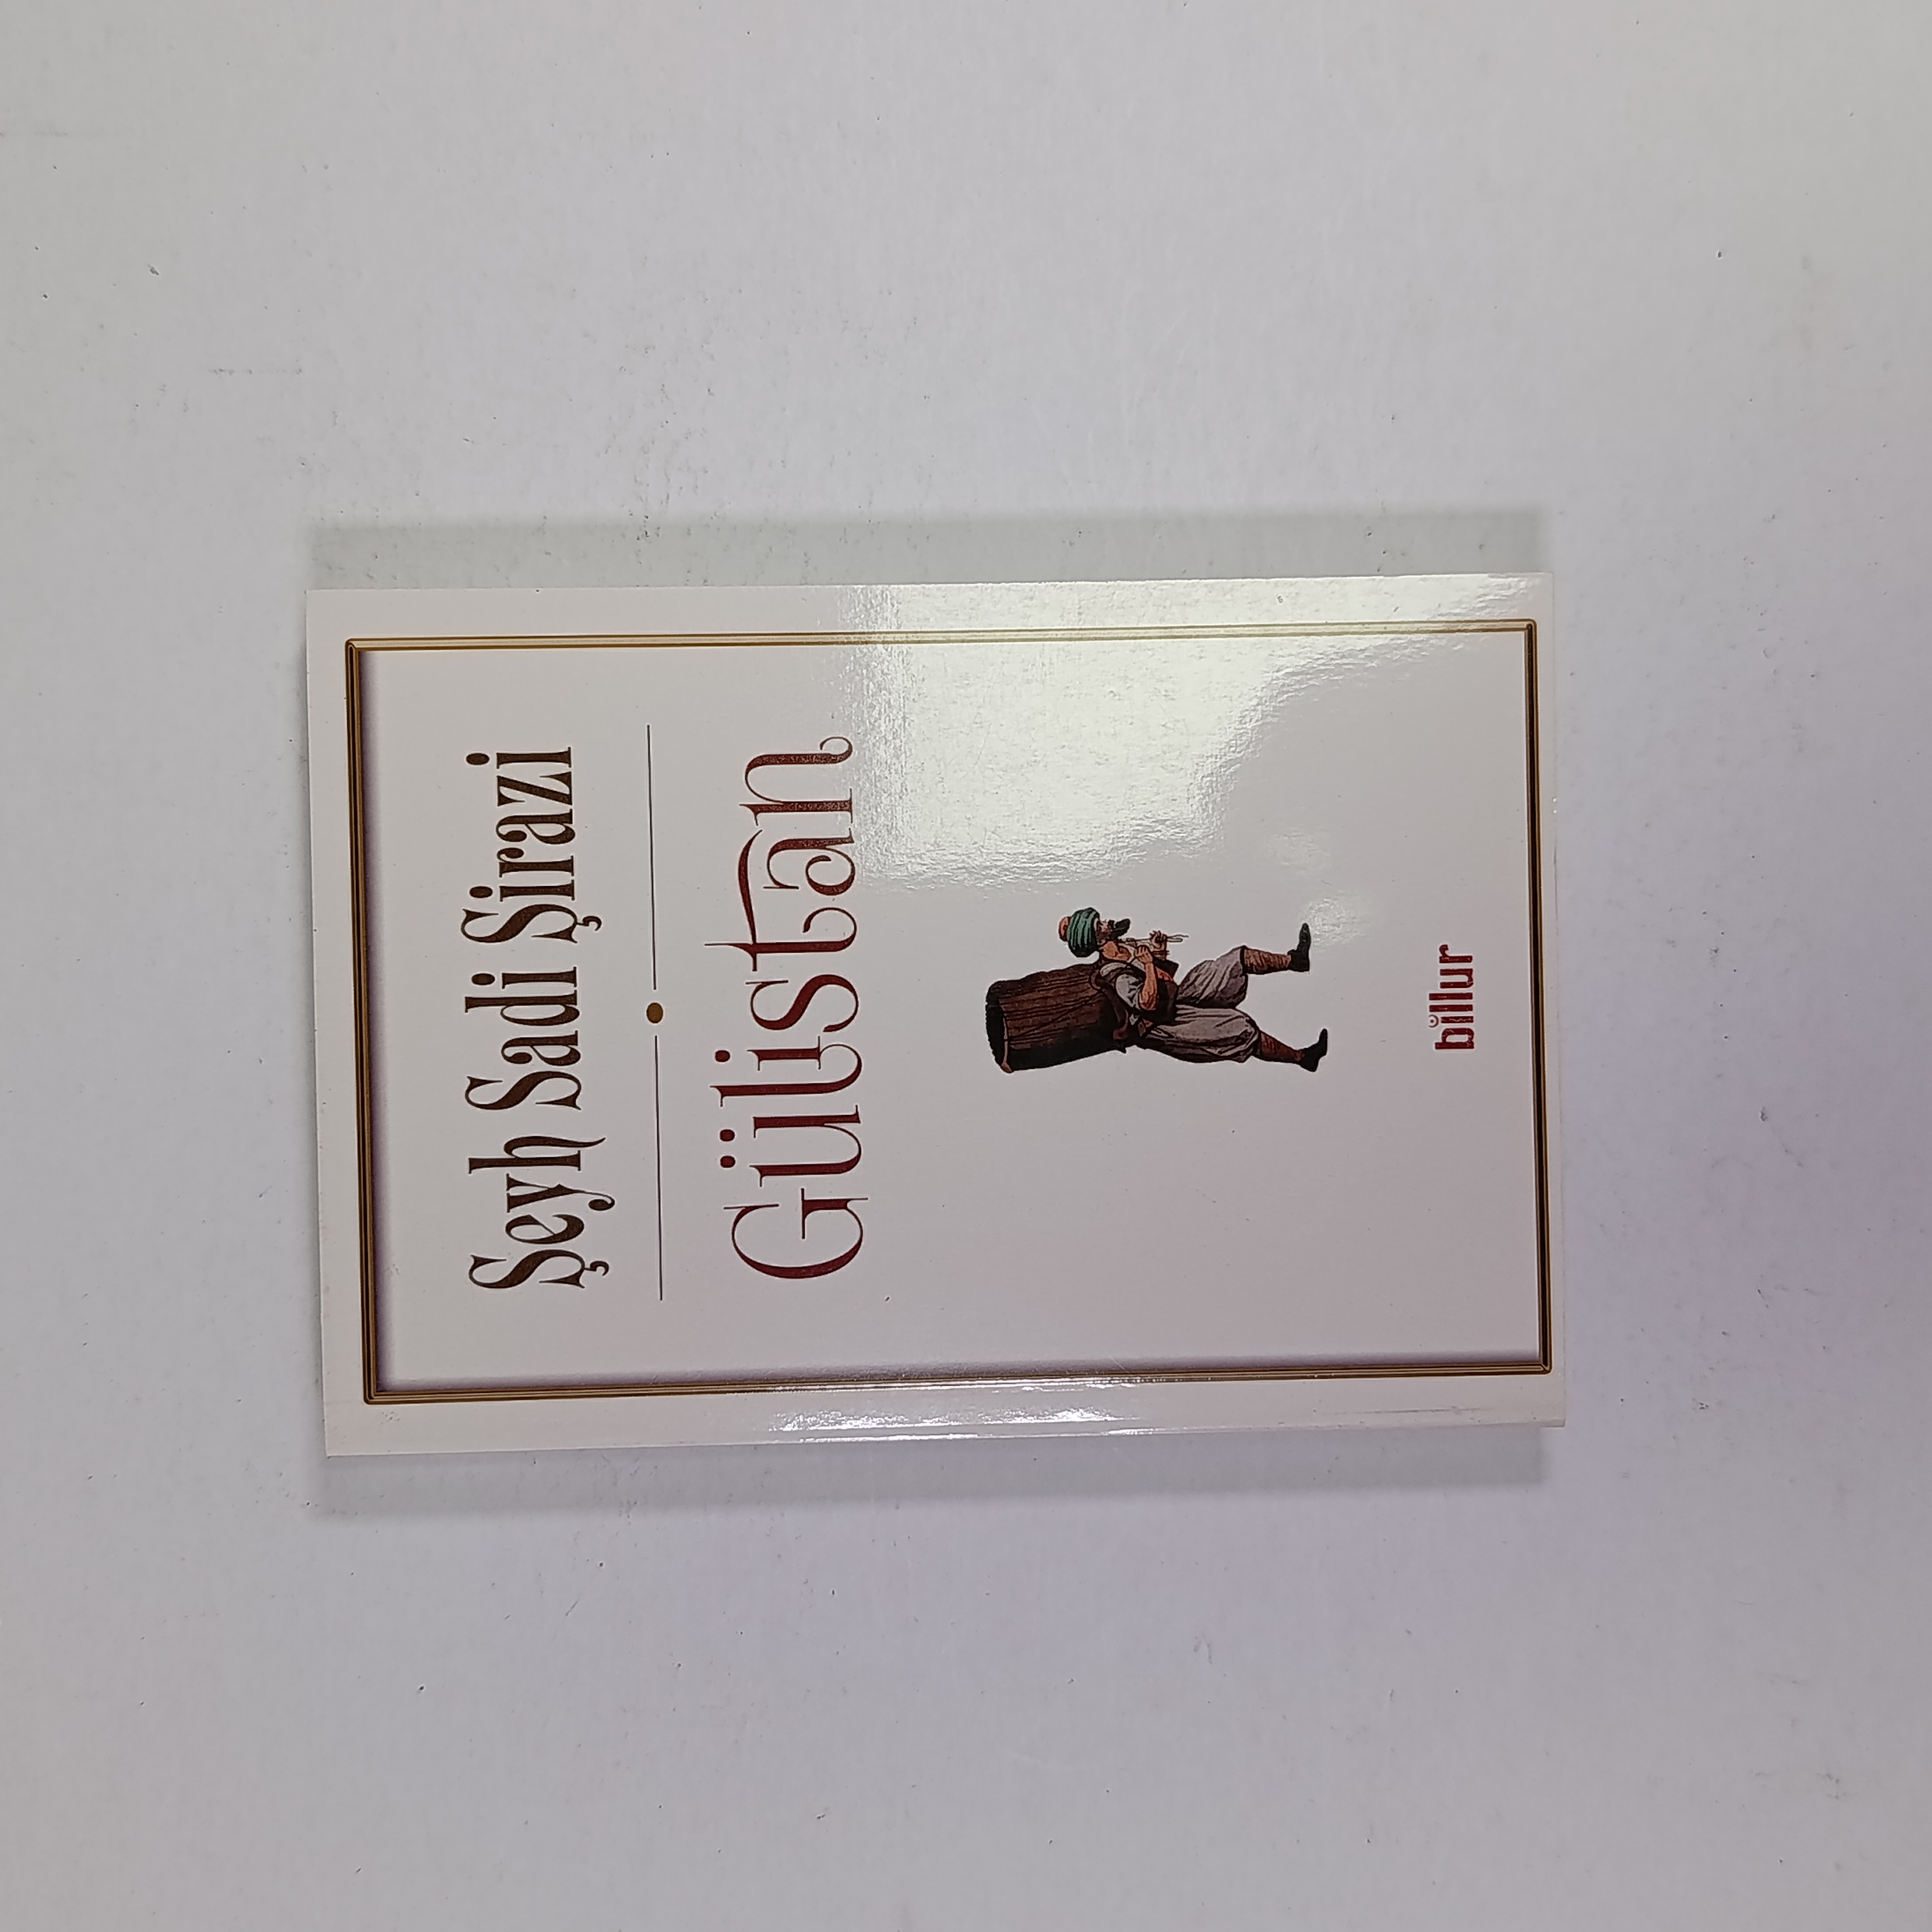 Şeyh Sadi Şirazi
Gülistan
billur